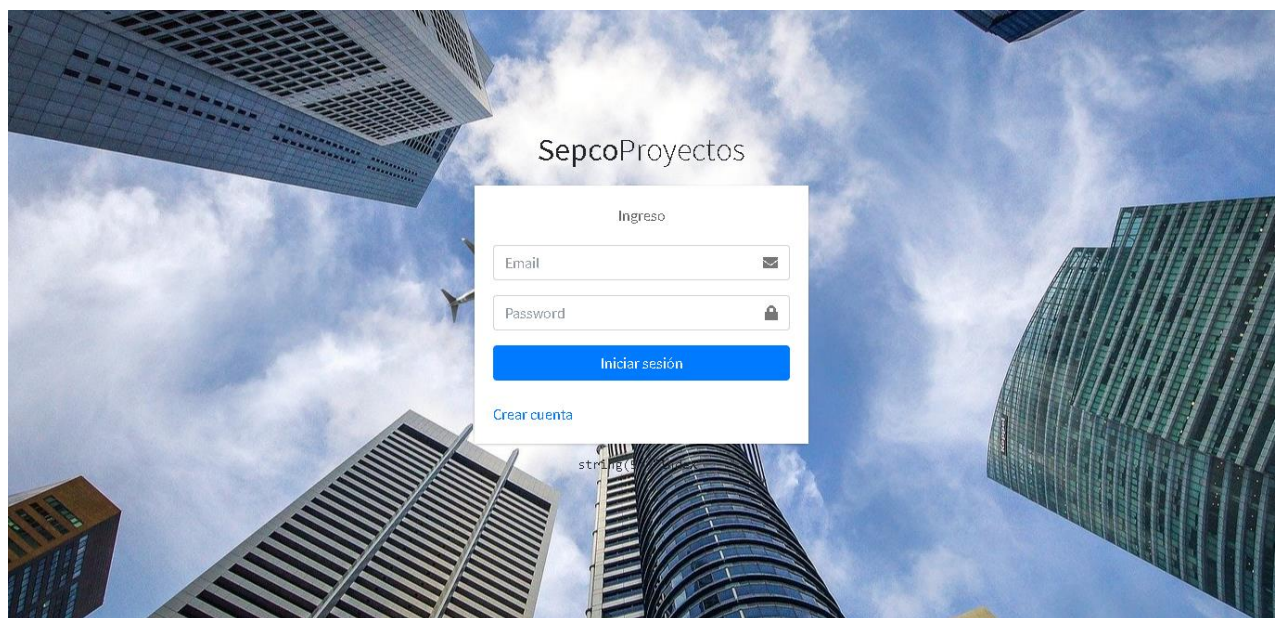 SepcoProyectos
Ingreso
Email
Password
Iniciar sesión
Crear cuenta